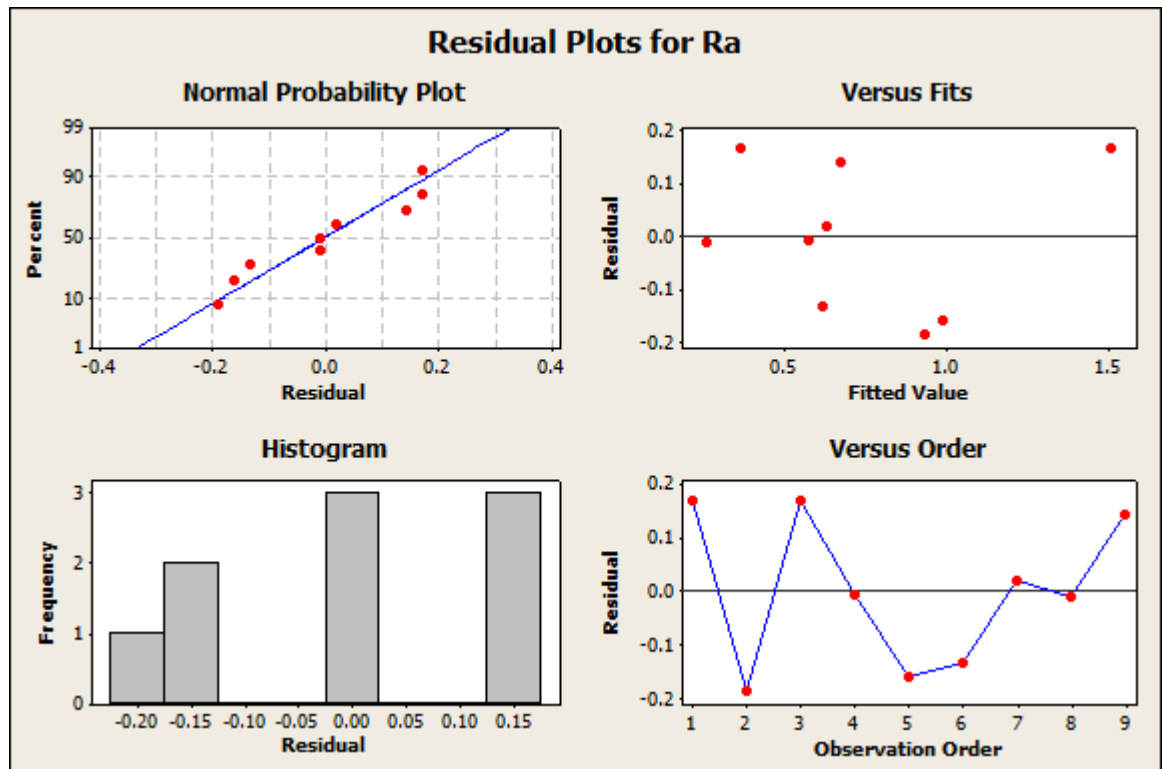 Residual Plots for Ra
Normal Probability Plot
99
90
50
10
1
Percent
-0.4 -0.2 0.0 0.2 0.4
Residual
Versus Fits
0.2
0.1
0.0
-0.1
-0.2
Residual
0.5 1.0 1.5
Fitted Value
Histogram
3
2
1
0
Frequency
-0.20 -0.15 -0.10 -0.05 0.00 0.05 0.10 0.15
Residual
Versus Order
0.2
0.1
0.0
-0.1
-0.2
Residual
1 2 3 4 5 6 7 8 9
Observation Order